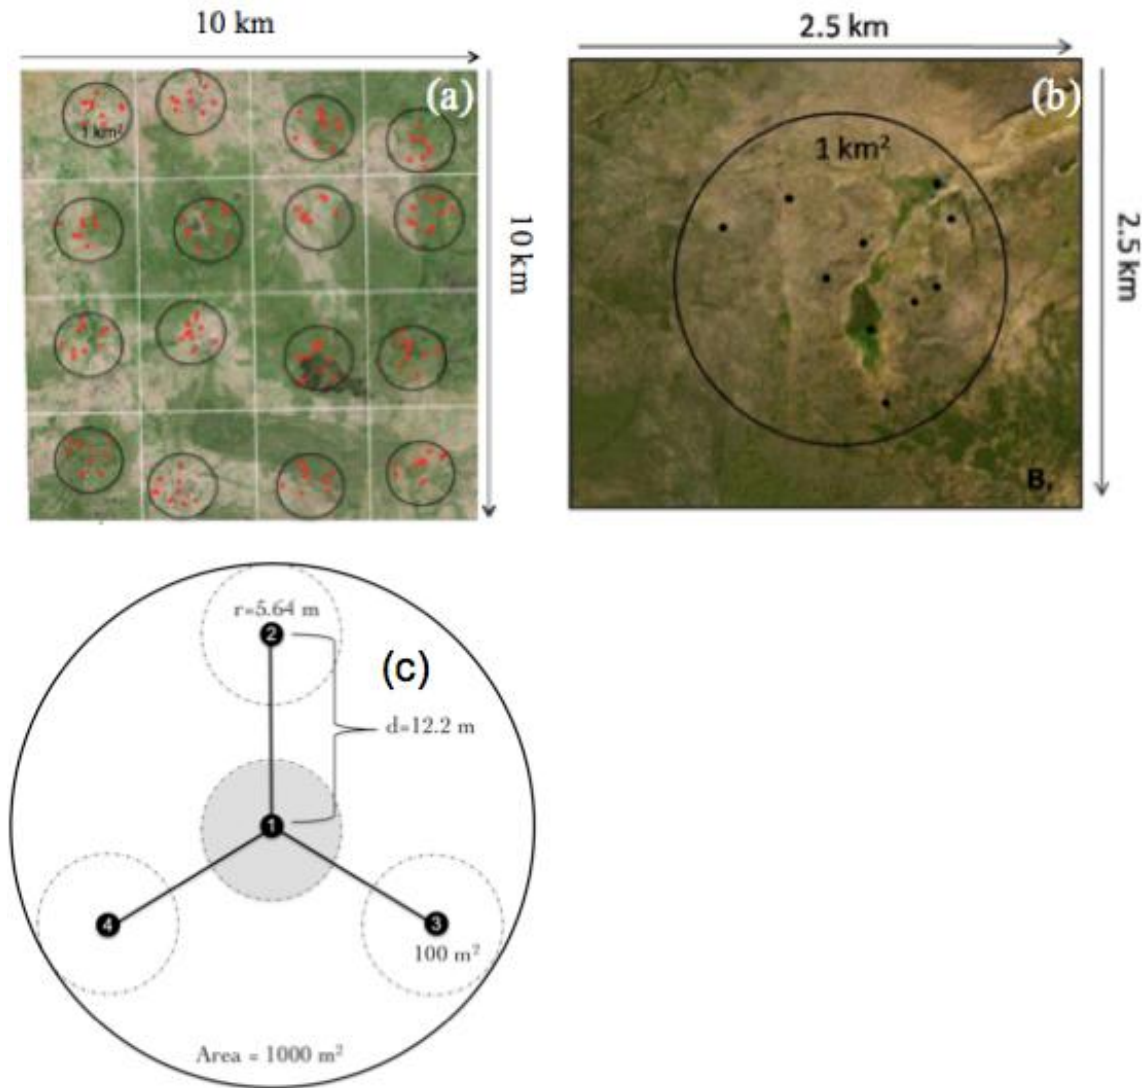 10 km
(a)
1 km²
10 km
2.5 km
(b)
1 km²
2.5 km
B,
r=5.64 m
2
(c)
d=12.2 m
1
4
3
100 m²
Area = 1000 m²